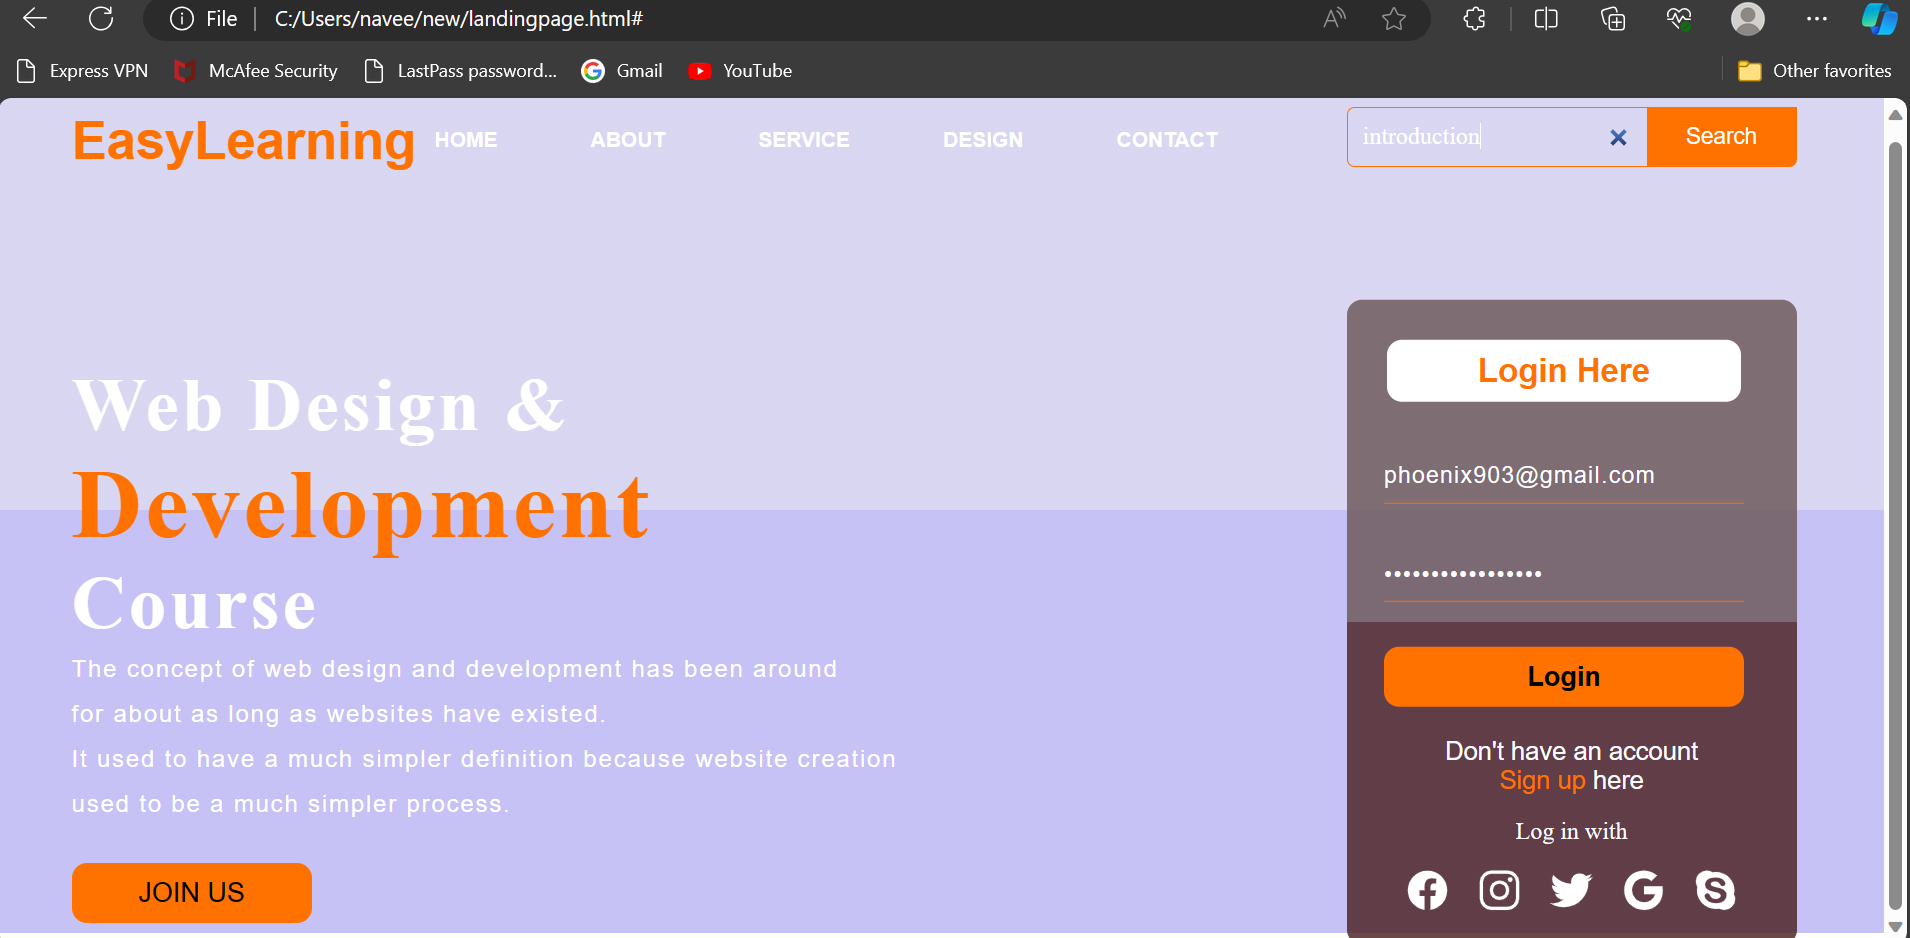 File C:/Users/navee/new/landingpage.html#
Express VPN McAfee Security LastPass password... Gmail YouTube Other favorites
EasyLearning HOME ABOUT SERVICE DESIGN CONTACT introduction Search
Login Here
Web Design &
phoenix903@gmail.com
Development
Course
The concept of web design and development has been around
for about as long as websites have existed.
It used to have a much simpler definition because website creation
used to be a much simpler process.
JOIN US
Login
Don't have an account
Sign up here
Log in with